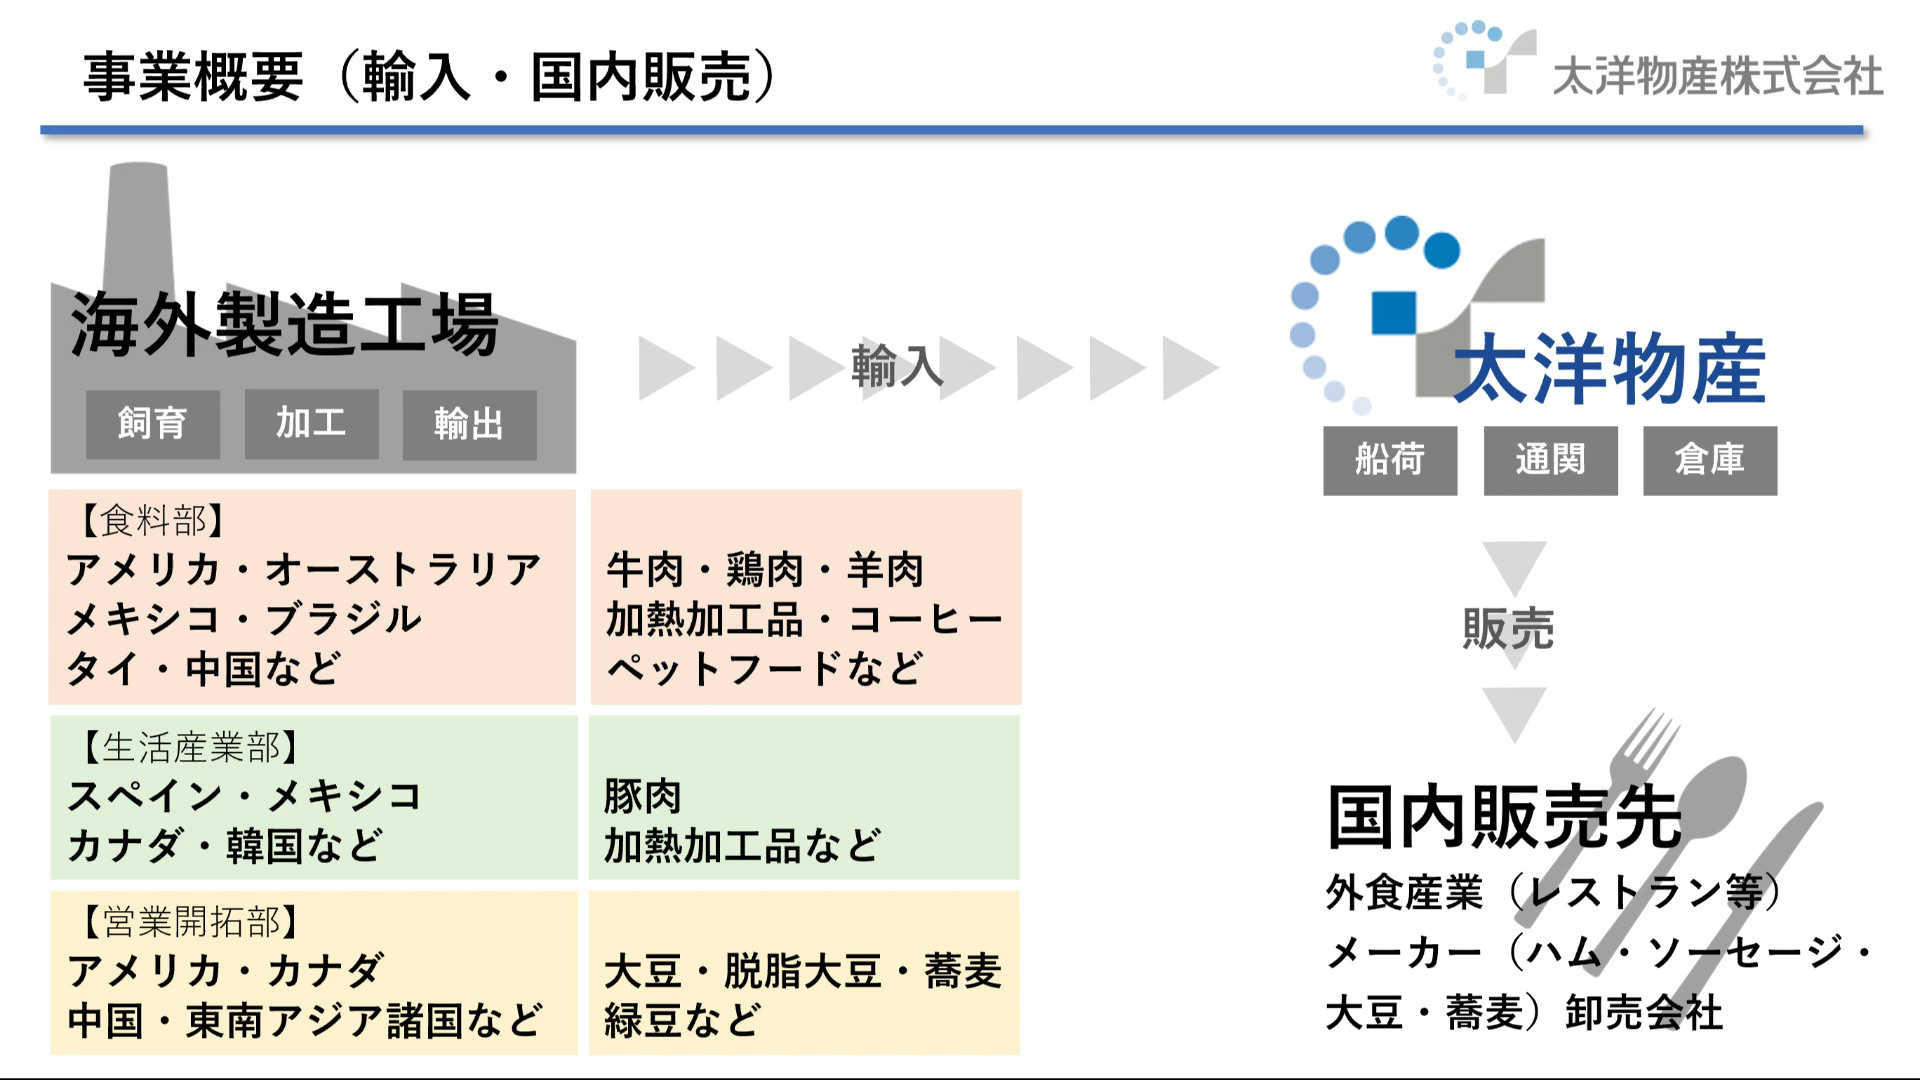 事業概要（輸入・国内販売）
太洋物産株式会社
海外製造工場
飼育
加工
輸出
輸入
太洋物産
船荷
通関
倉庫
【食料部】
アメリカ・オーストラリア
メキシコ・ブラジル
タイ・中国など
牛肉・鶏肉・羊肉
加熱加工品・コーヒー
ペットフードなど
【生活産業部】
スペイン・メキシコ
カナダ・韓国など
豚肉
加熱加工品など
【営業開拓部】
アメリカ・カナダ
中国・東南アジア諸国など
大豆・脱脂大豆・蕎麦
緑豆など
販売
国内販売先
外食産業（レストラン等）
メーカー（ハム・ソーセージ・
大豆・蕎麦）卸売会社